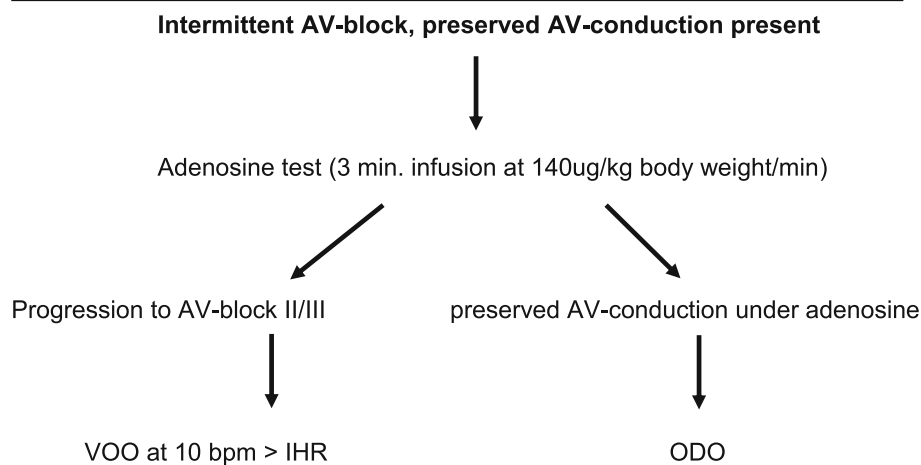 Intermittent AV-block, preserved AV-conduction present
Adenosine test (3 min. infusion at 140ug/kg body weight/min)
Progression to AV-block II/III
preserved AV-conduction under adenosine
VOO at 10 bpm > IHR
ODO